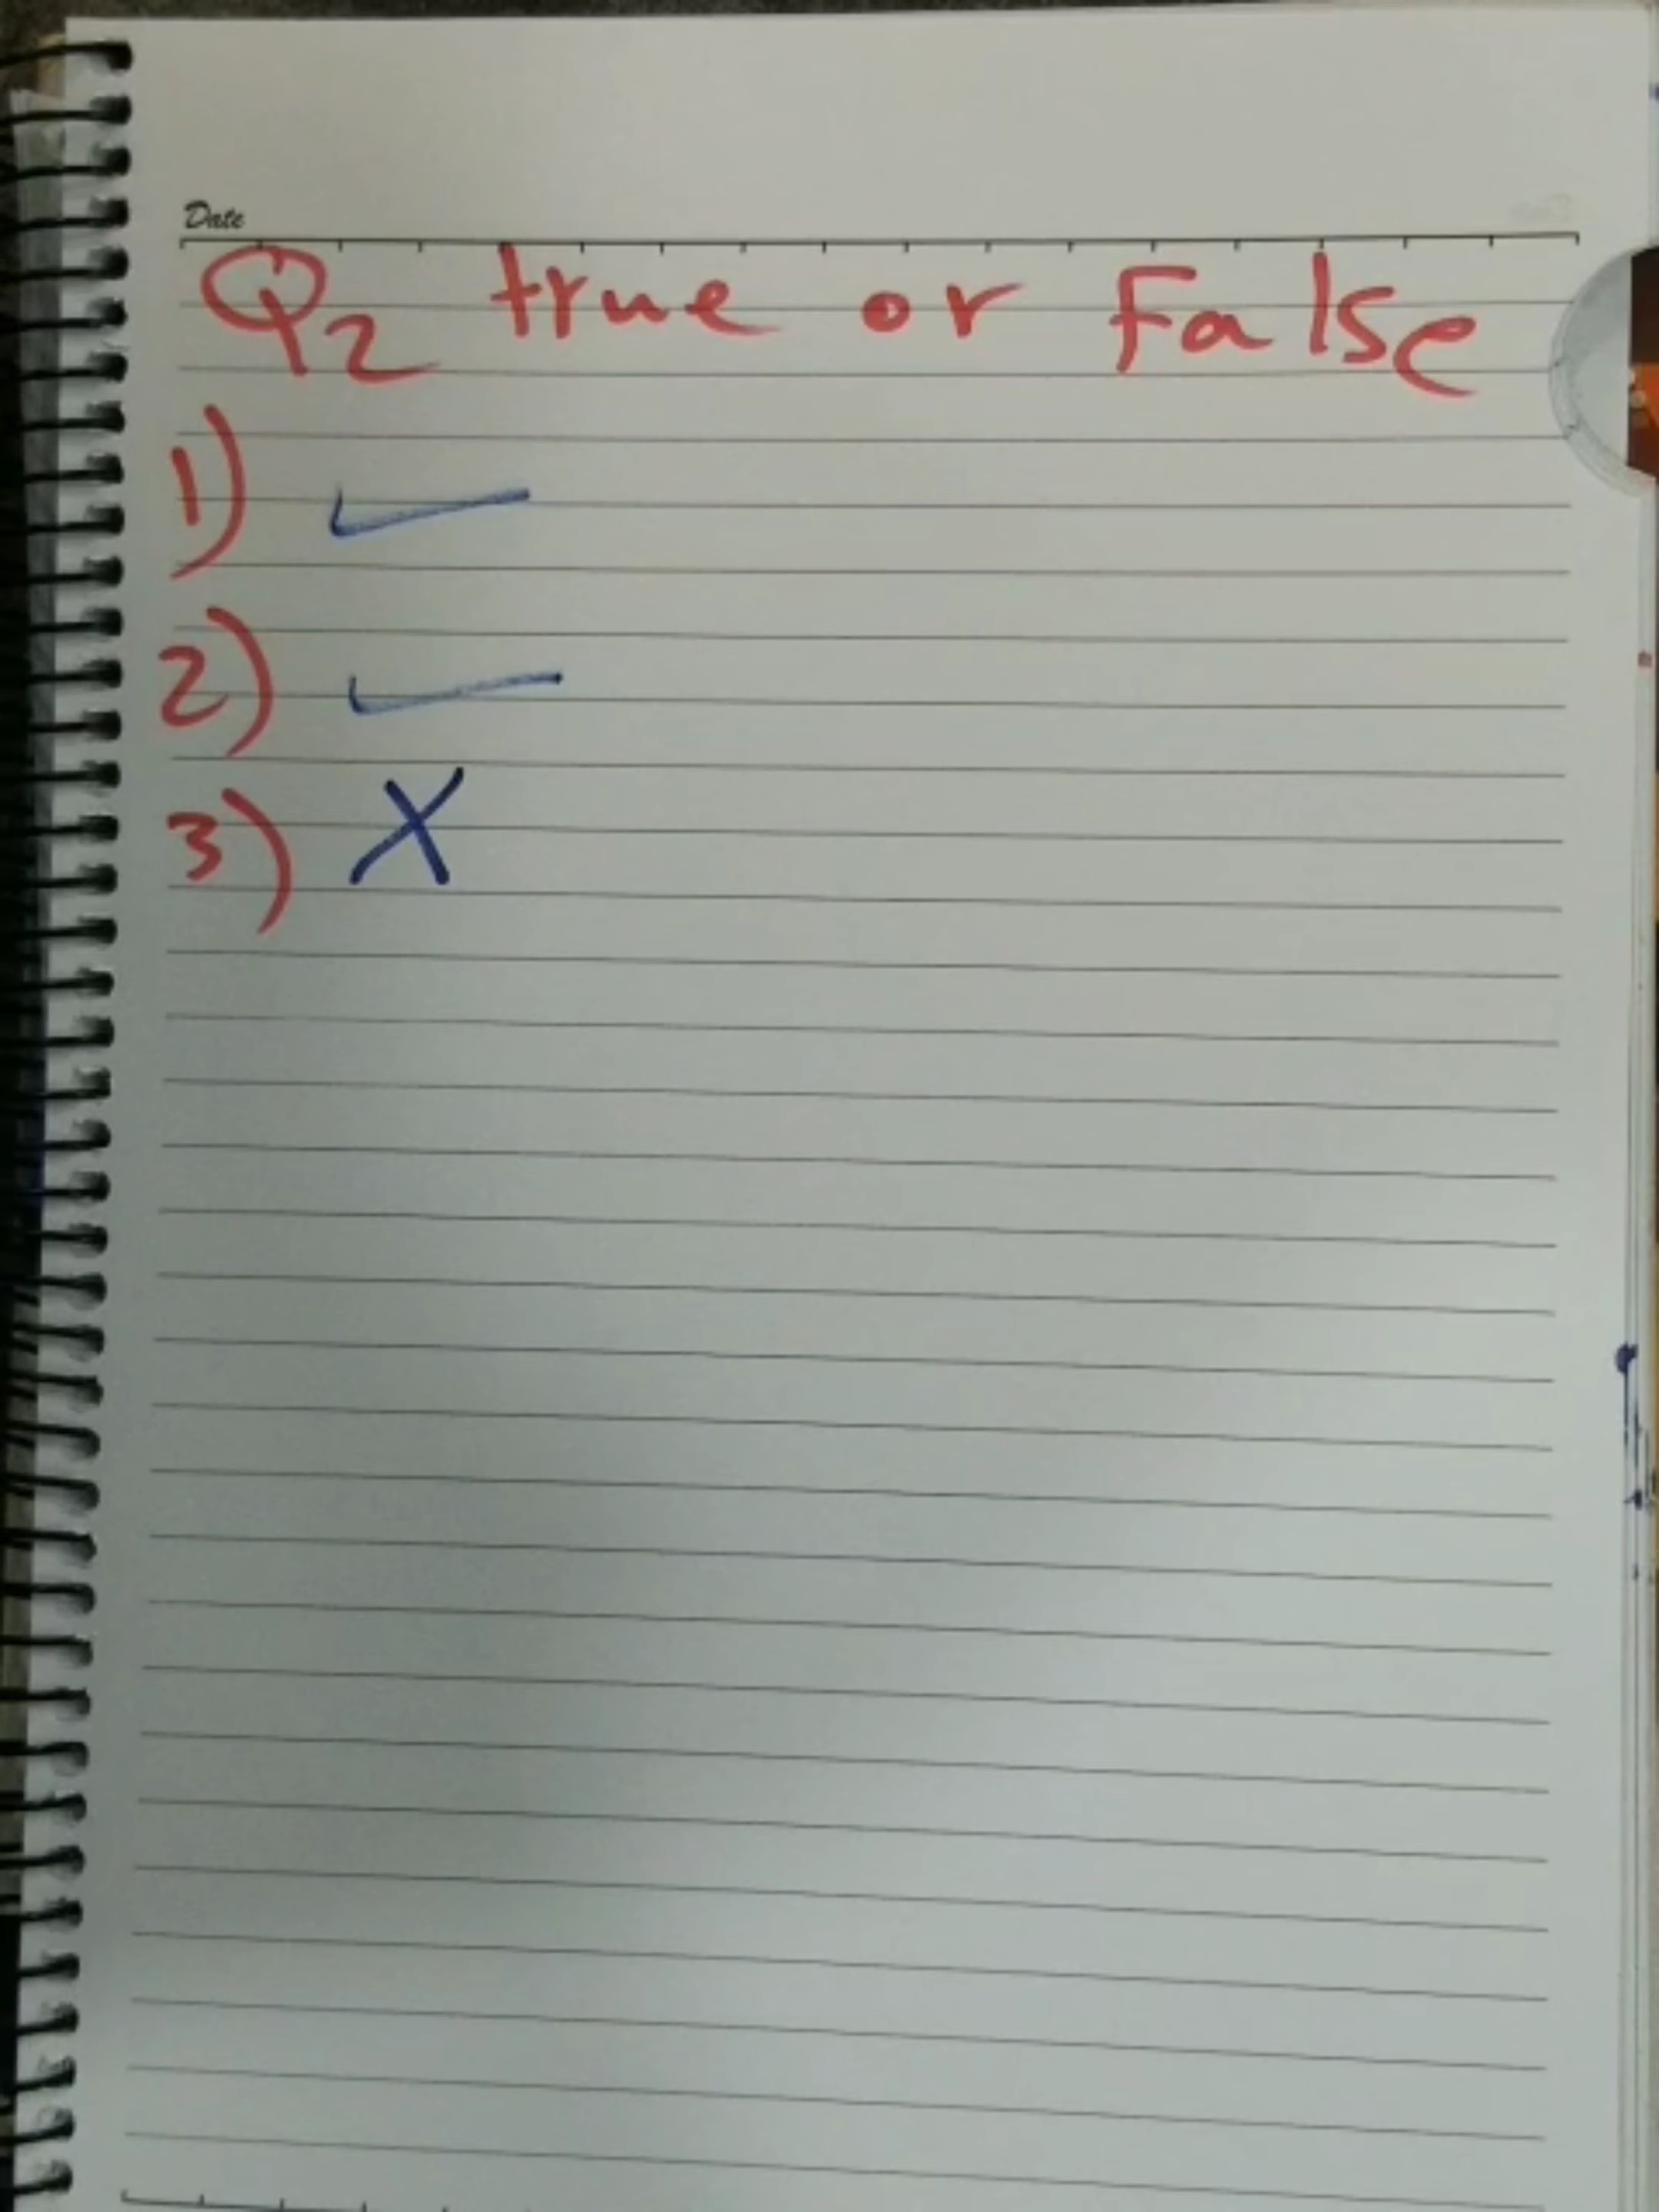 Date
Q2 true or False
1) ✓
2) ✓
3) X